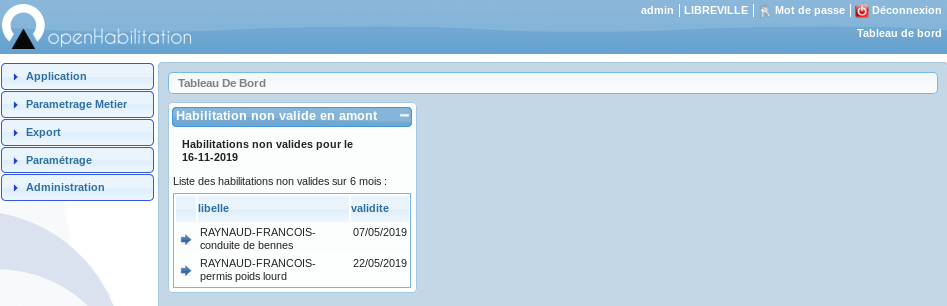 admin LIBREVILLE Mot de passe Déconnexion
openHabilitation
Tableau de bord
Application
Parametrage Metier
Export
Paramétrage
Administration
Tableau De Bord
Habilitation non valide en amont
Habilitations non valides pour le
16-11-2019
Liste des habilitations non valides sur 6 mois :
libelle validite
RAYNAUD-FRANCOIS- 07/05/2019
conduite de bennes
RAYNAUD-FRANCOIS- 22/05/2019
permis poids lourd